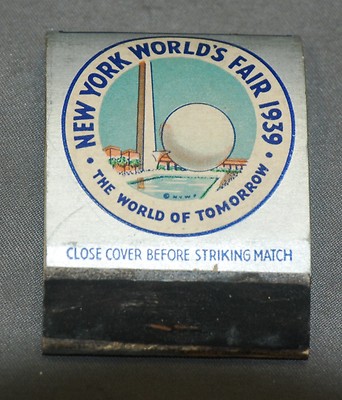 • NEW YORK WORLD'S FAIR 1939 •
THE WORLD OF TOMORROW
© N.Y.W.F.
CLOSE COVER BEFORE STRIKING MATCH